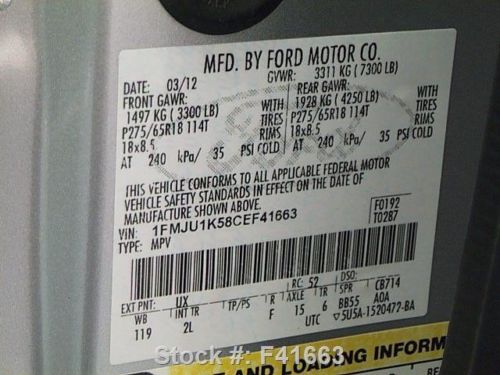 MFD. BY FORD MOTOR CO.
DATE: 03/12 GVWR: 3311 KG (7300 LB)
FRONT GAWR: REAR GAWR:
1497 KG (3300 LB) WITH 1928 KG (4250 LB) WITH
P275/65R18 114T TIRES P275/65R18 114T TIRES
18x8.5 RIMS 18x8.5 RIMS
AT 240 kPa/ 35 PSI COLD AT 240 kPa/ 35 PSI COLD
THIS VEHICLE CONFORMS TO ALL APPLICABLE FEDERAL MOTOR
VEHICLE SAFETY STANDARDS IN EFFECT ON THE DATE OF
MANUFACTURE SHOWN ABOVE. F0192
VIN: 1FMJU1K58CEF41663 T0287
TYPE: MPV
EXT PNT: UX RC: 52 DSO:
WB INT TR TP/PS R AXLE TR SPR CB714
119 2L F 15 6 BB55 AOA
UTC ▽5U5A-1520472-BA
Stock #: F41663
E AND LOADING INFORM